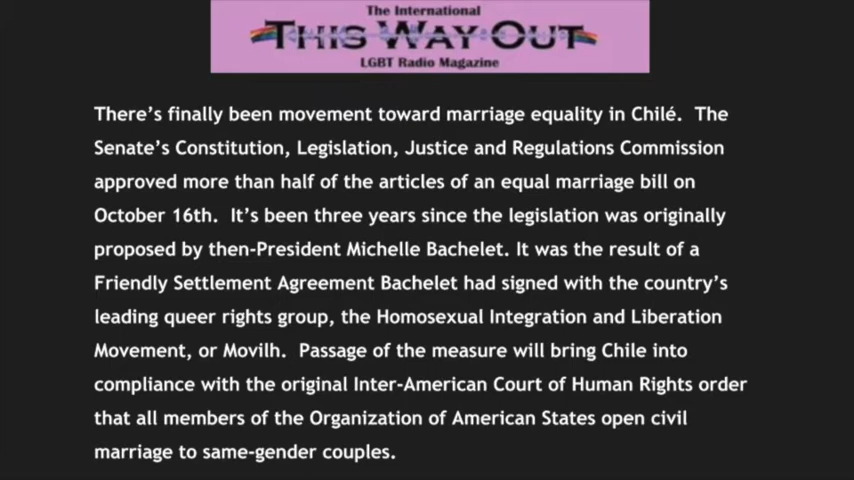 The International
THIS WAY OUT
LGBT Radio Magazine
There's finally been movement toward marriage equality in Chilé.  The
Senate's Constitution, Legislation, Justice and Regulations Commission
approved more than half of the articles of an equal marriage bill on
October 16th.  It's been three years since the legislation was originally
proposed by then-President Michelle Bachelet. It was the result of a
Friendly Settlement Agreement Bachelet had signed with the country's
leading queer rights group, the Homosexual Integration and Liberation
Movement, or Movilh.  Passage of the measure will bring Chile into
compliance with the original Inter-American Court of Human Rights order
that all members of the Organization of American States open civil
marriage to same-gender couples.